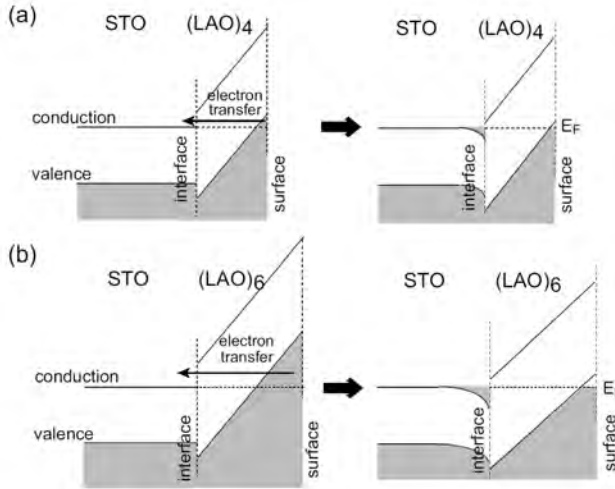 (a)
STO (LAO)4
STO (LAO)4
electron
transfer
conduction
EF
valence
interface
surface
interface
surface
(b)
STO (LAO)6
STO (LAO)6
electron
transfer
conduction
E
valence
interface
surface
interface
surface